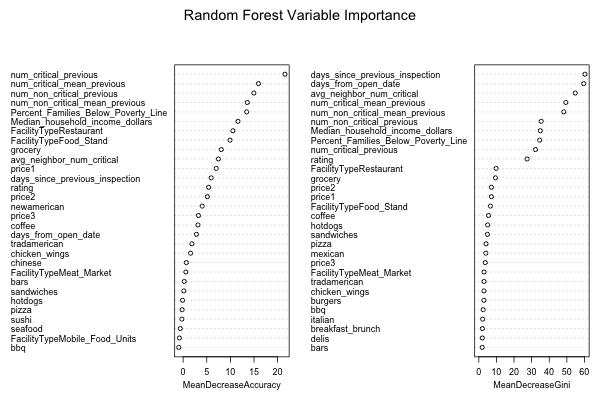 Random Forest Variable Importance
num_critical_previous
num_critical_mean_previous
num_non_critical_previous
num_non_critical_mean_previous
Percent_Families_Below_Poverty_Line
Median_household_income_dollars
FacilityTypeRestaurant
FacilityTypeFood_Stand
grocery
avg_neighbor_num_critical
price1
days_since_previous_inspection
rating
price2
newamerican
price3
coffee
days_from_open_date
tradamerican
chicken_wings
chinese
FacilityTypeMeat_Market
bars
sandwiches
hotdogs
pizza
sushi
seafood
FacilityTypeMobile_Food_Units
bbq
0 5 10 15 20
MeanDecreaseAccuracy
days_since_previous_inspection
days_from_open_date
avg_neighbor_num_critical
num_critical_mean_previous
num_non_critical_mean_previous
num_non_critical_previous
Median_household_income_dollars
Percent_Families_Below_Poverty_Line
num_critical_previous
rating
FacilityTypeRestaurant
grocery
price2
price1
FacilityTypeFood_Stand
coffee
hotdogs
sandwiches
pizza
mexican
price3
FacilityTypeMeat_Market
tradamerican
chicken_wings
burgers
bbq
italian
breakfast_brunch
delis
bars
0 10 20 30 40 50 60
MeanDecreaseGini